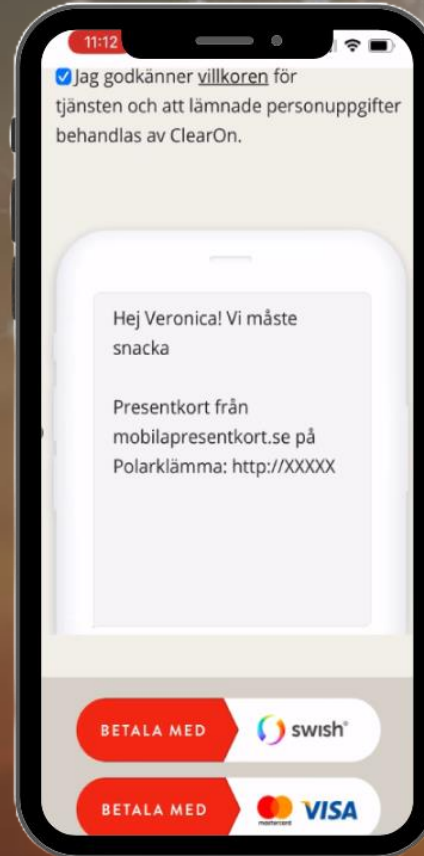 11:12
Jag godkänner villkoren för
tjänsten och att lämnade personuppgifter
behandlas av ClearOn.
Hej Veronica! Vi måste
snacka
Presentkort från
mobilapresentkort.se på
Polarklämma: http://XXXXX
BETALA MED swish®
BETALA MED mastercard VISA